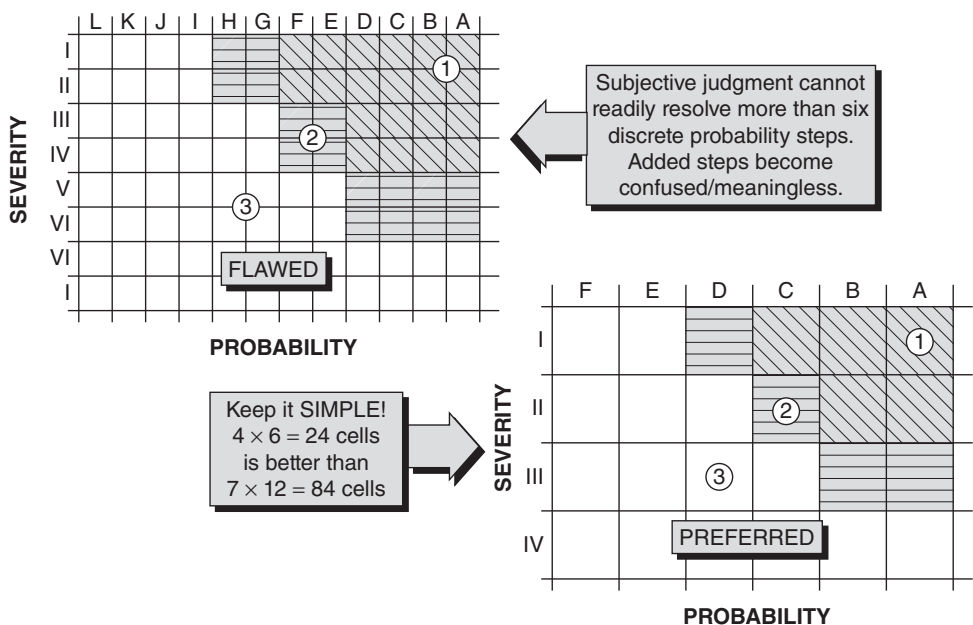 L K J I H G F E D C B A
I
II
III
IV
V
VI
VI
I
SEVERITY
1
2
3
FLAWED
PROBABILITY
Subjective judgment cannot
readily resolve more than six
discrete probability steps.
Added steps become
confused/meaningless.
Keep it SIMPLE!
4 × 6 = 24 cells
is better than
7 × 12 = 84 cells
F E D C B A
I
II
III
IV
SEVERITY
1
2
3
PREFERRED
PROBABILITY